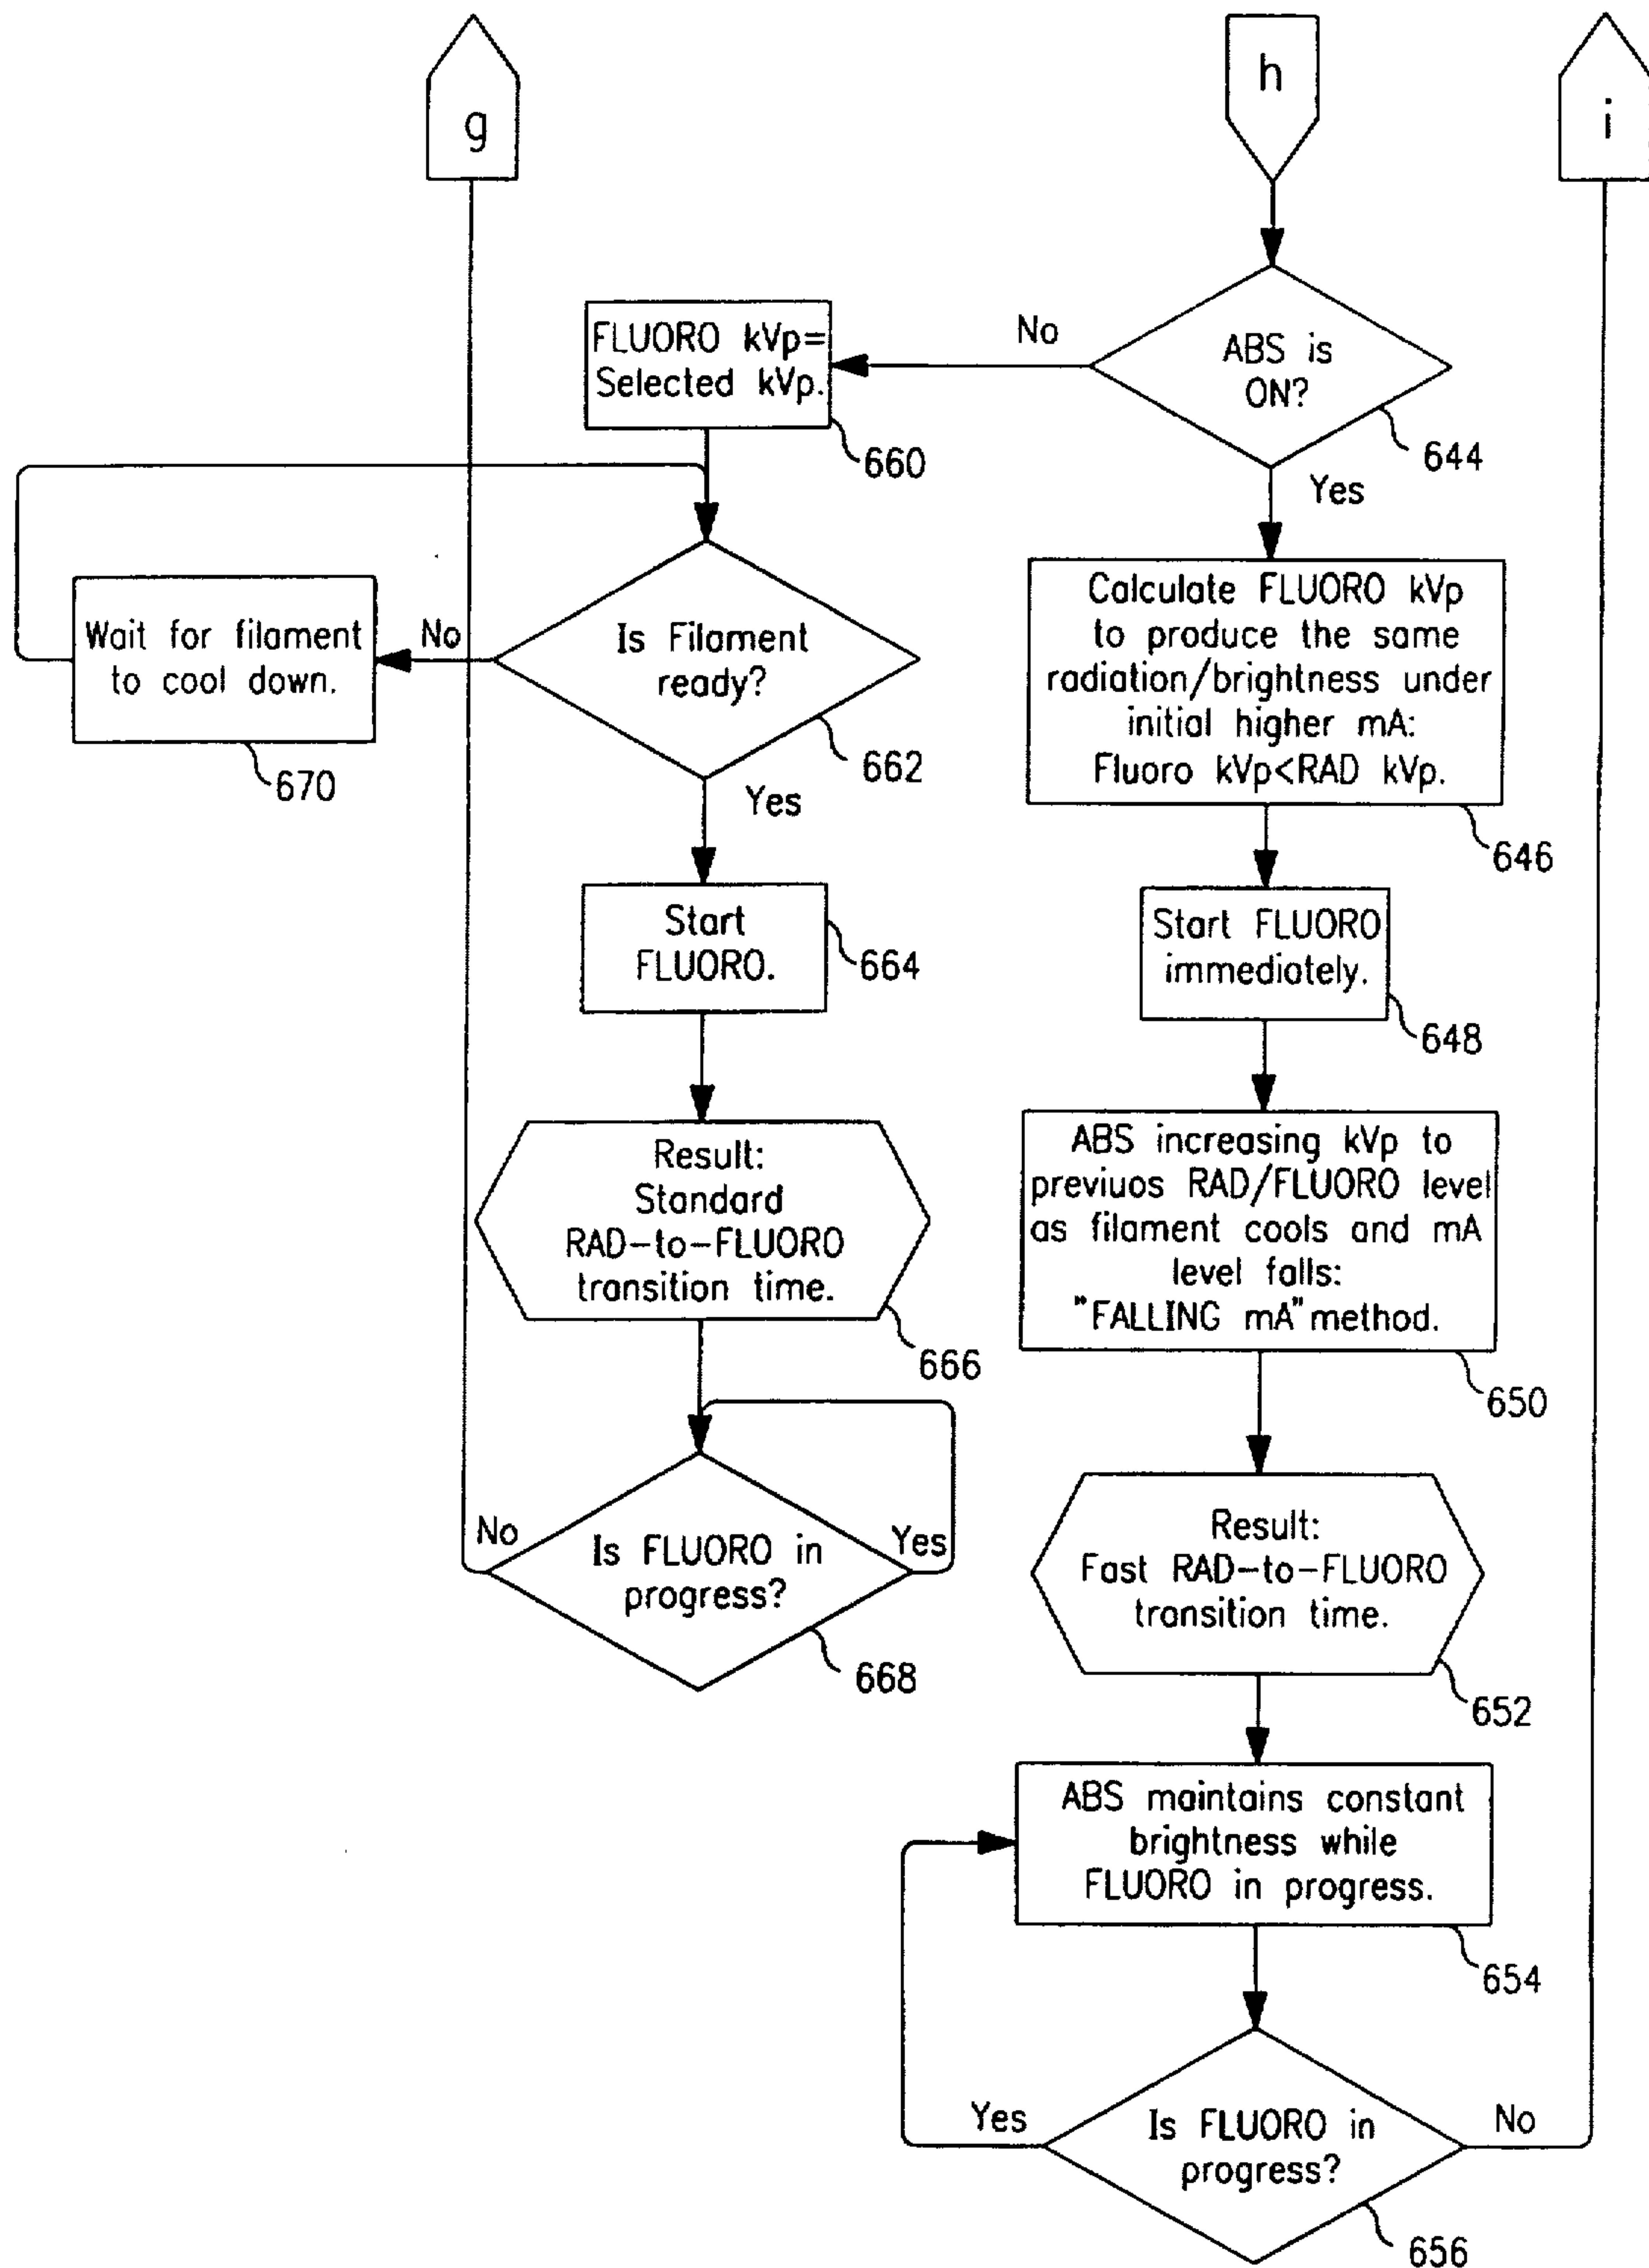 g
h
i
ABS is
ON?
644
No
Yes
FLUORO kVp=
Selected kVp.
660
Is Filament
ready?
662
No
Yes
Wait for filament
to cool down.
670
Start
FLUORO.
664
Result:
Standard
RAD-to-FLUORO
transition time.
666
Is FLUORO in
progress?
668
No
Yes
Calculate FLUORO kVp
to produce the same
radiation/brightness under
initial higher mA:
Fluoro kVp<RAD kVp.
646
Start FLUORO
immediately.
648
ABS increasing kVp to
previuos RAD/FLUORO level
as filament cools and mA
level falls:
"FALLING mA" method.
650
Result:
Fast RAD-to-FLUORO
transition time.
652
ABS maintains constant
brightness while
FLUORO in progress.
654
Is FLUORO in
progress?
656
Yes
No